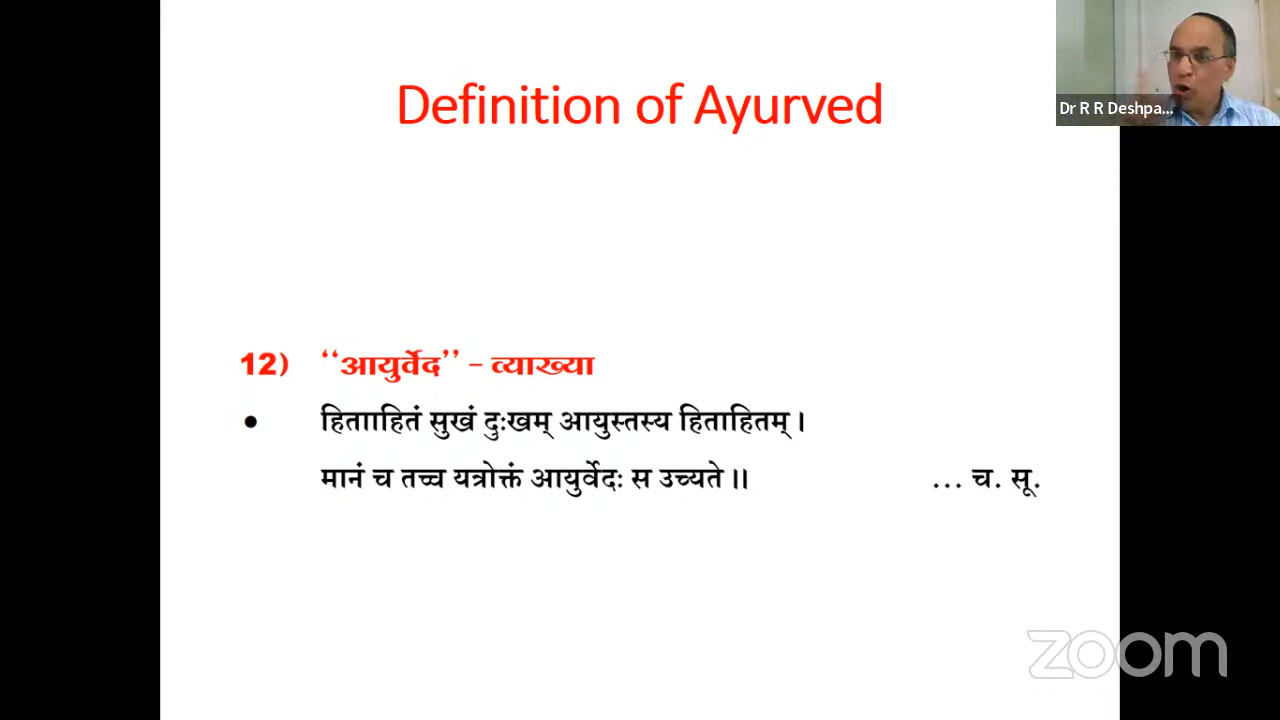 Dr R R Deshpa...
Definition of Ayurved
12) ‘‘आयुर्वेद’’ - व्याख्या
• हितााहितं सुखं दुःखम् आयुस्तस्य हिताहितम् ।
मानं च तच्च यत्रोक्तं आयुर्वेदः स उच्यते ॥ ... च. सू.
zoom